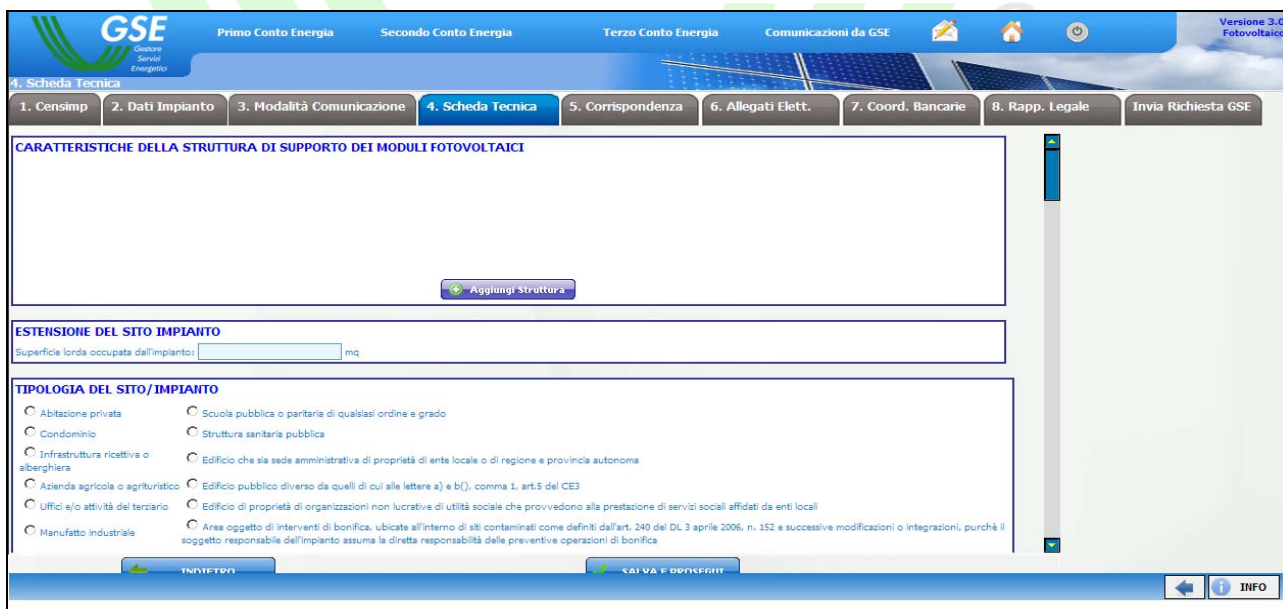 GSE
Gestore
Servizi
Energetici
Primo Conto Energia
Secondo Conto Energia
Terzo Conto Energia
Comunicazioni da GSE
Versione 3.0
Fotovoltaico
4. Scheda Tecnica
1. Censimp
2. Dati Impianto
3. Modalità Comunicazione
4. Scheda Tecnica
5. Corrispondenza
6. Allegati Elett.
7. Coord. Bancarie
8. Rapp. Legale
Invia Richiesta GSE
CARATTERISTICHE DELLA STRUTTURA DI SUPPORTO DEI MODULI FOTOVOLTAICI
Aggiungi Struttura
ESTENSIONE DEL SITO IMPIANTO
Superficie lorda occupata dall'impianto: mq
TIPOLOGIA DEL SITO/IMPIANTO
Abitazione privata
Scuola pubblica o paritaria di qualsiasi ordine e grado
Condominio
Struttura sanitaria pubblica
Infrastruttura ricettiva o
alberghiera
Edificio che sia sede amministrativa di proprietà di ente locale o di regione e provincia autonoma
Azienda agricola o agrituristico
Edificio pubblico diverso da quelli di cui alle lettere a) e b(), comma 1, art.5 del CE3
Uffici e/o attività del terziario
Edificio di proprietà di organizzazioni non lucrative di utilità sociale che provvedono alla prestazione di servizi sociali affidati da enti locali
Manufatto industriale
Area oggetto di interventi di bonifica, ubicate all'interno di siti contaminati come definiti dall'art. 240 del DL 3 aprile 2006, n. 152 e successive modificazioni o integrazioni, purchè il
soggetto responsabile dell'impianto assuma la diretta responsabilità delle preventive operazioni di bonifica
INDIETRO
SALVA E PROSEGUI
INFO